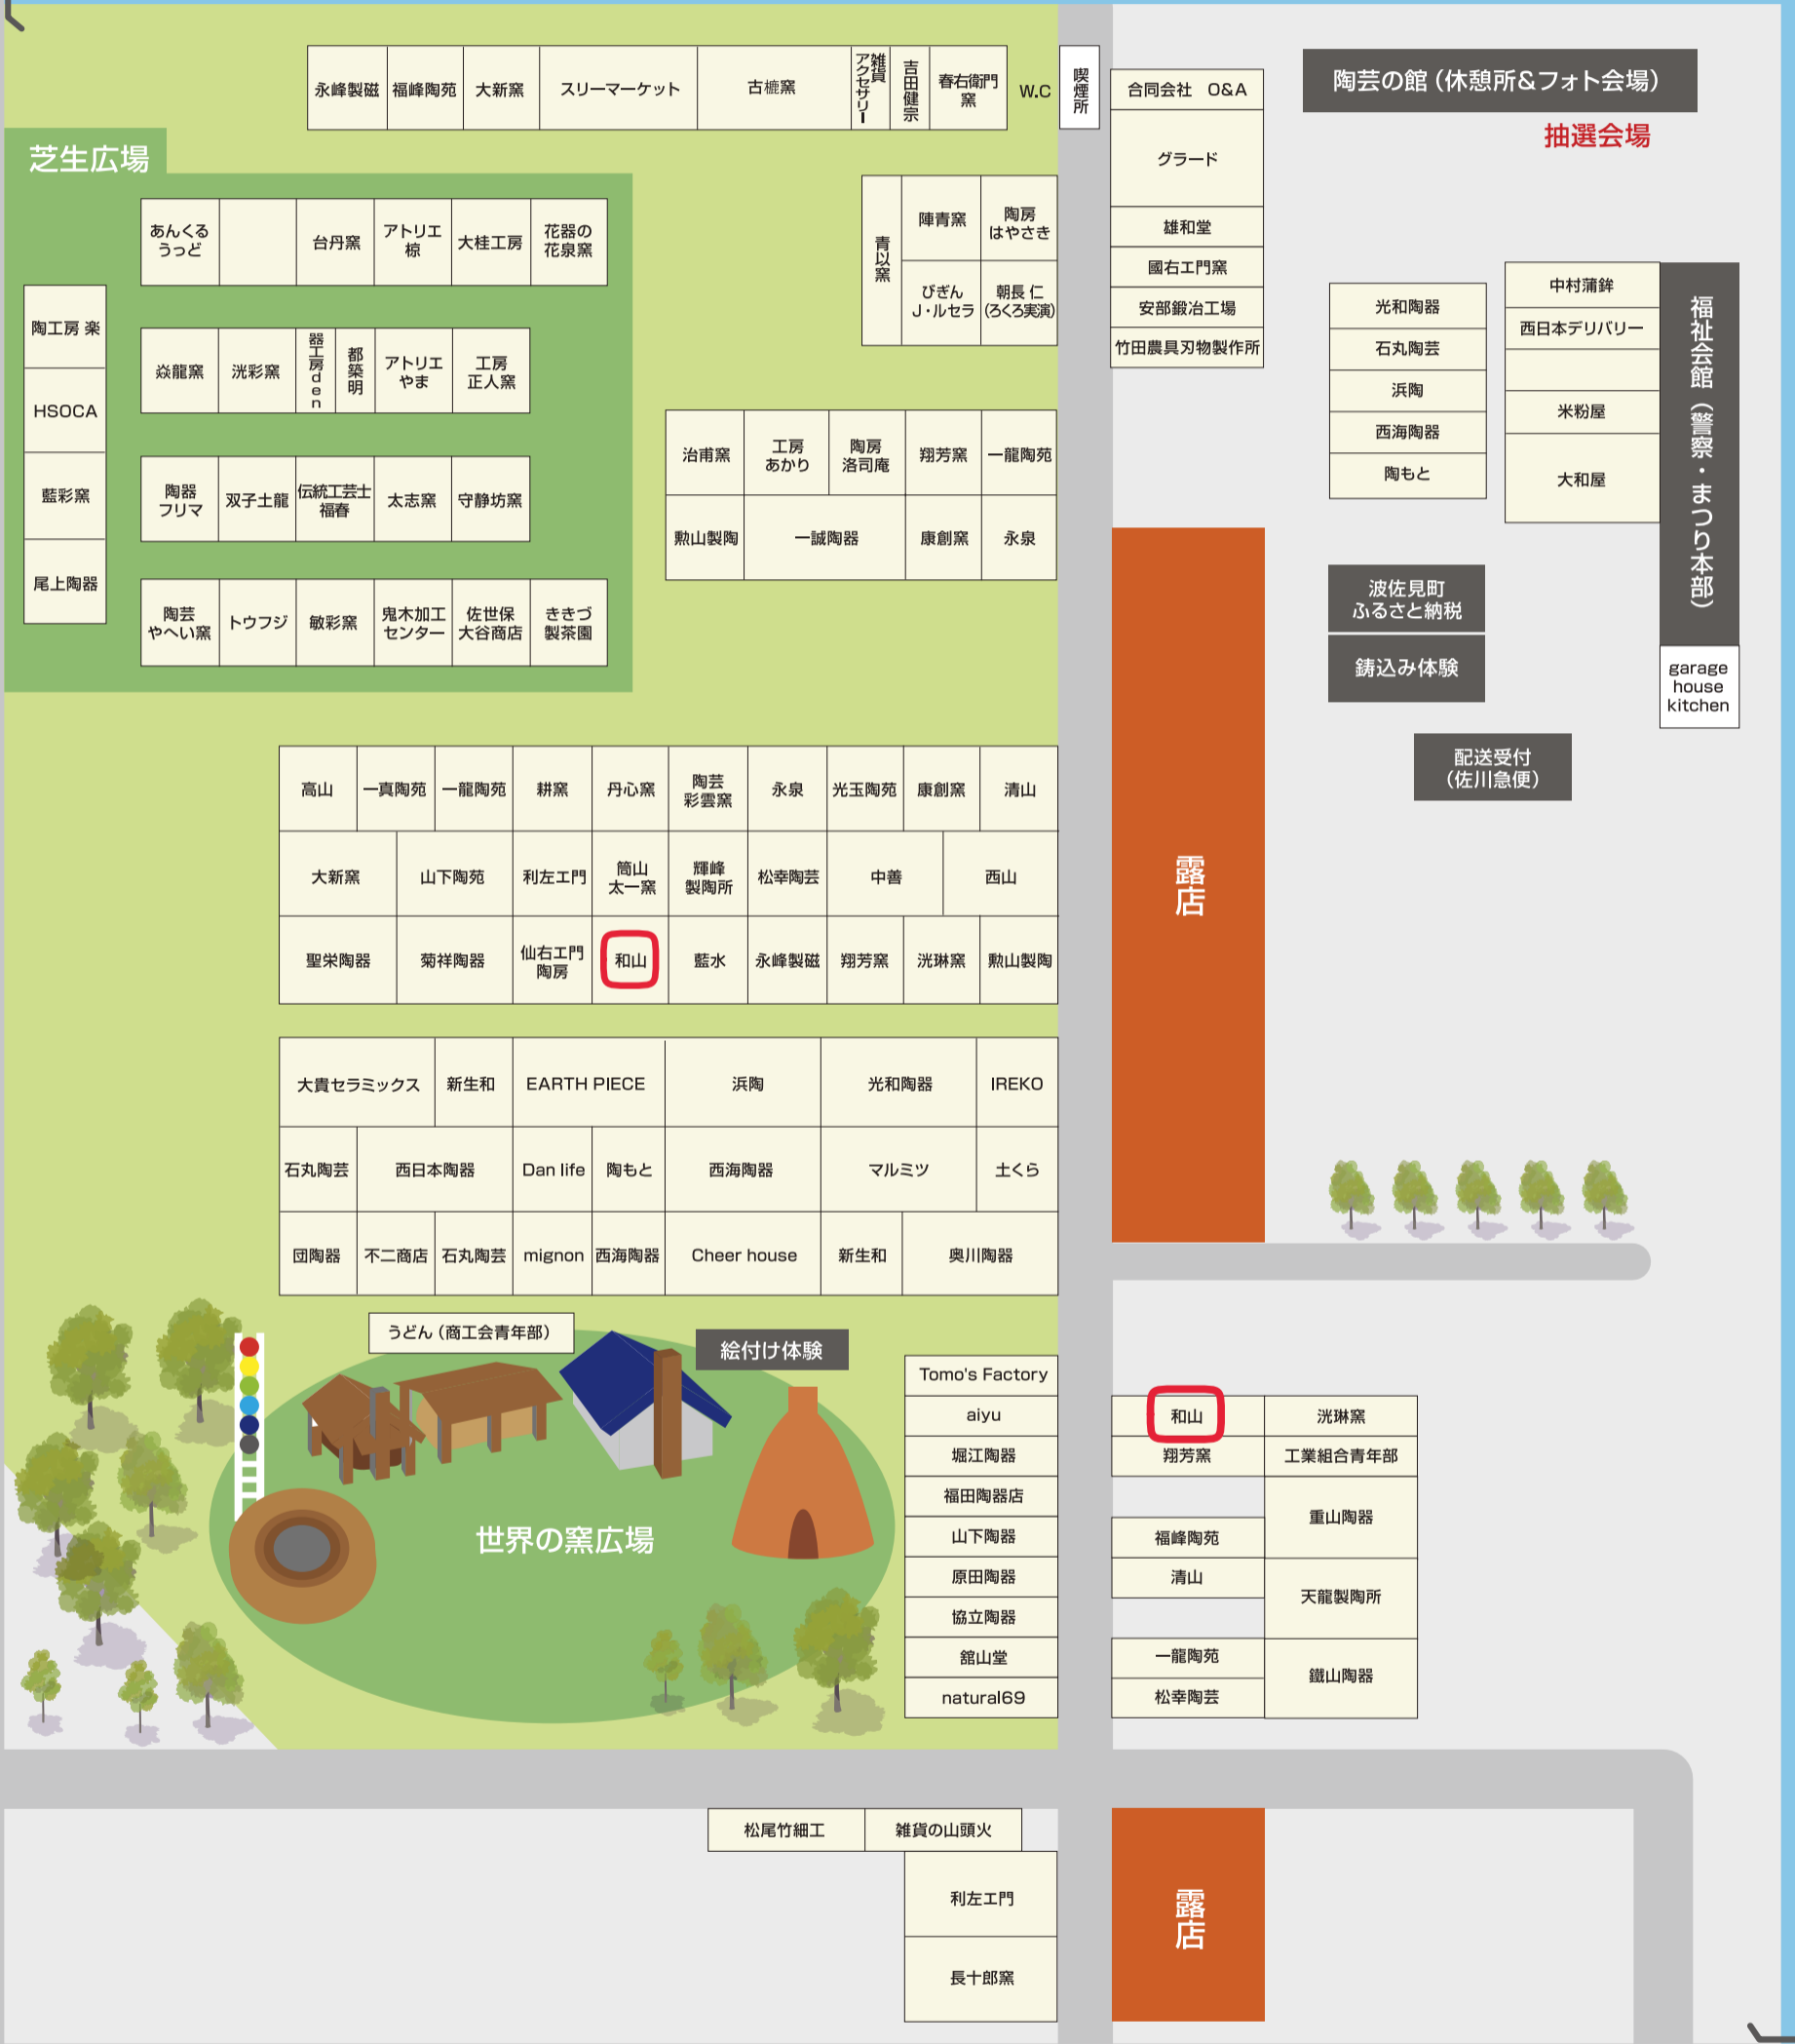 永峰製磁
福峰陶苑
大新窯
スリーマーケット
古櫨窯
雑貨
アクセサリー
吉田健宗
春右衛門
窯
W.C
喫煙所
合同会社　O&A
グラード
雄和堂
國右エ門窯
安部鍛冶工場
竹田農具刃物製作所
陶芸の館（休憩所&フォト会場）
抽選会場
芝生広場
あんくる
うっど
台丹窯
アトリエ
椋
大桂工房
花器の
花泉窯
陶工房 楽
HSOCA
藍彩窯
尾上陶器
焱龍窯
洸彩窯
器工房den
都築明
アトリエ
やま
工房
正人窯
陶器
フリマ
双子土龍
伝統工芸士
福春
太志窯
守静坊窯
陶芸
やへい窯
トウフジ
敏彩窯
鬼木加工
センター
佐世保
大谷商店
ききづ
製茶園
青以窯
陣青窯
陶房
はやさき
びぎん
J・ルセラ
朝長 仁
（ろくろ実演）
治甫窯
工房
あかり
陶房
洛司庵
翔芳窯
一龍陶苑
勲山製陶
一誠陶器
康創窯
永泉
光和陶器
石丸陶芸
浜陶
西海陶器
陶もと
中村蒲鉾
西日本デリバリー
米粉屋
大和屋
福祉会館（警察・まつり本部）
波佐見町
ふるさと納税
鋳込み体験
garage
house
kitchen
配送受付
（佐川急便）
露店
高山
一真陶苑
一龍陶苑
耕窯
丹心窯
陶芸
彩雲窯
永泉
光玉陶苑
康創窯
清山
大新窯
山下陶苑
利左エ門
筒山
太一窯
輝峰
製陶所
松幸陶芸
中善
西山
聖栄陶器
菊祥陶器
仙右エ門
陶房
和山
藍水
永峰製磁
翔芳窯
洸琳窯
勲山製陶
大貴セラミックス
新生和
EARTH PIECE
浜陶
光和陶器
IREKO
石丸陶芸
西日本陶器
Dan life
陶もと
西海陶器
マルミツ
土くら
団陶器
不二商店
石丸陶芸
mignon
西海陶器
Cheer house
新生和
奥川陶器
うどん（商工会青年部）
絵付け体験
世界の窯広場
Tomo's Factory
aiyu
堀江陶器
福田陶器店
山下陶器
原田陶器
協立陶器
舘山堂
natural69
和山
洸琳窯
翔芳窯
工業組合青年部
重山陶器
福峰陶苑
清山
天龍製陶所
一龍陶苑
松幸陶芸
鐵山陶器
松尾竹細工
雑貨の山頭火
利左エ門
長十郎窯
露店